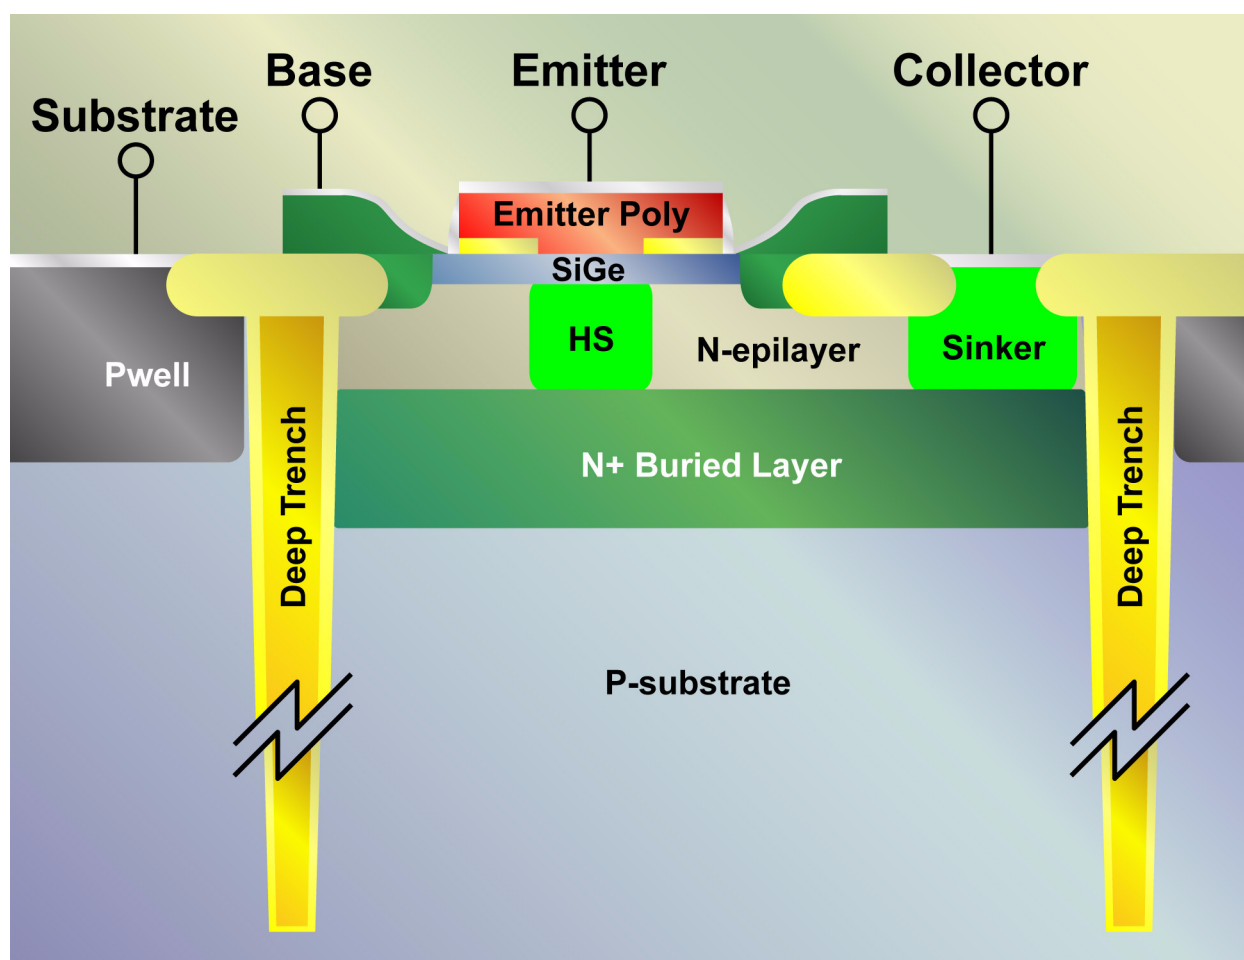 Base
Emitter
Collector
Substrate
Emitter Poly
SiGe
HS
N-epilayer
Sinker
Pwell
N+ Buried Layer
Deep Trench
Deep Trench
P-substrate